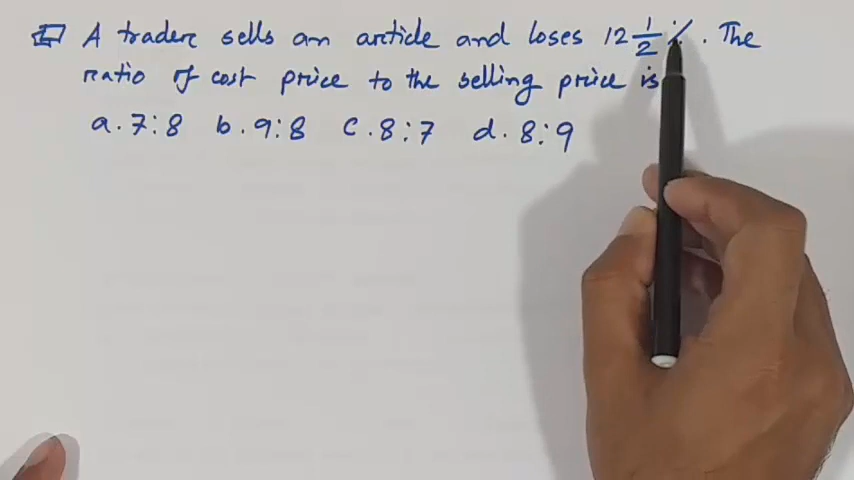 A trader sells an article and loses 12 1/2 %. The
ratio of cost price to the selling price is
a. 7:8 b. 9:8 c. 8:7 d. 8:9